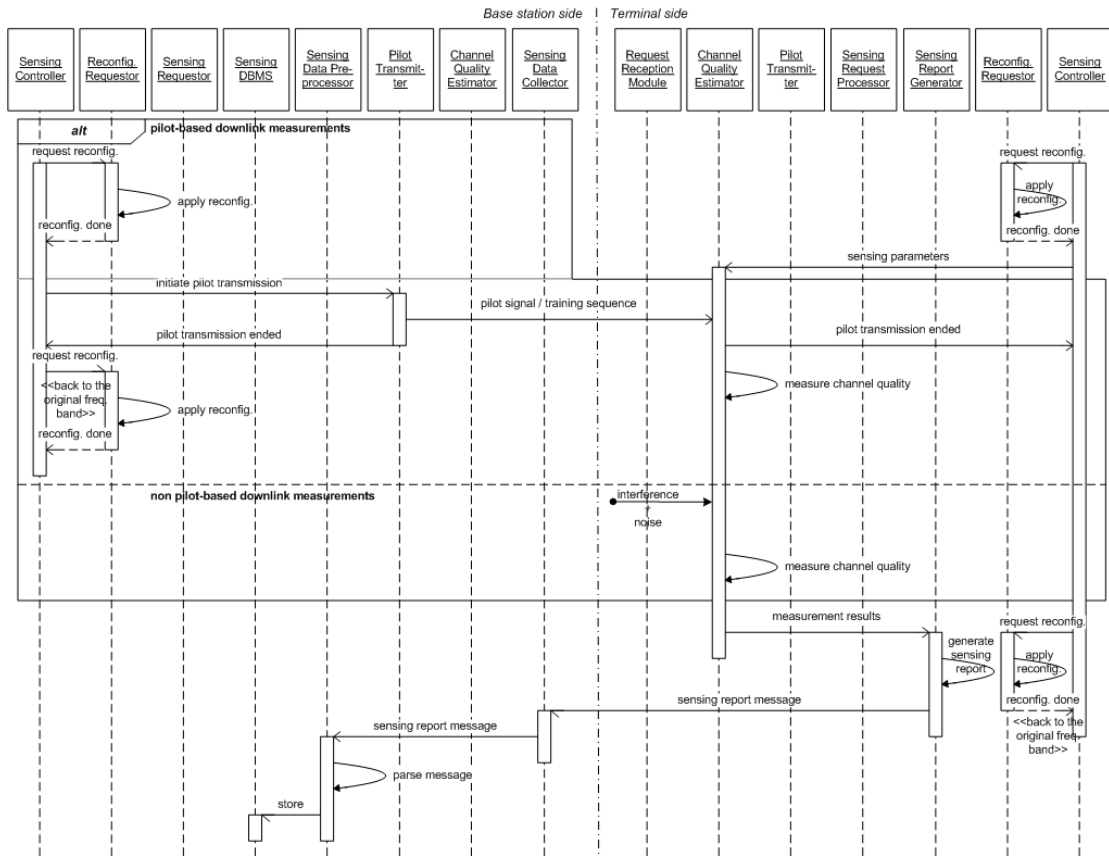 Base station side
Terminal side
Sensing
Controller
Reconfig.
Requestor
Sensing
Requestor
Sensing
DBMS
Sensing
Data Pre-
processor
Pilot
Transmit-
ter
Channel
Quality
Estimator
Sensing
Data
Collector
Request
Reception
Module
Channel
Quality
Estimator
Pilot
Transmit-
ter
Sensing
Request
Processor
Sensing
Report
Generator
Reconfig.
Requestor
Sensing
Controller
alt
pilot-based downlink measurements
request reconfig.
request reconfig.
apply reconfig.
apply
reconfig.
reconfig. done
reconfig. done
sensing parameters
initiate pilot transmission
pilot signal / training sequence
pilot transmission ended
pilot transmission ended
request reconfig.
<<back to the
original freq.
band>>
apply reconfig.
measure channel quality
reconfig. done
non pilot-based downlink measurements
interference
+
noise
measure channel quality
measurement results
request reconfig.
generate
sensing
report
apply
reconfig.
reconfig. done
<<back to the
original freq.
band>>
sensing report message
sensing report message
parse message
store